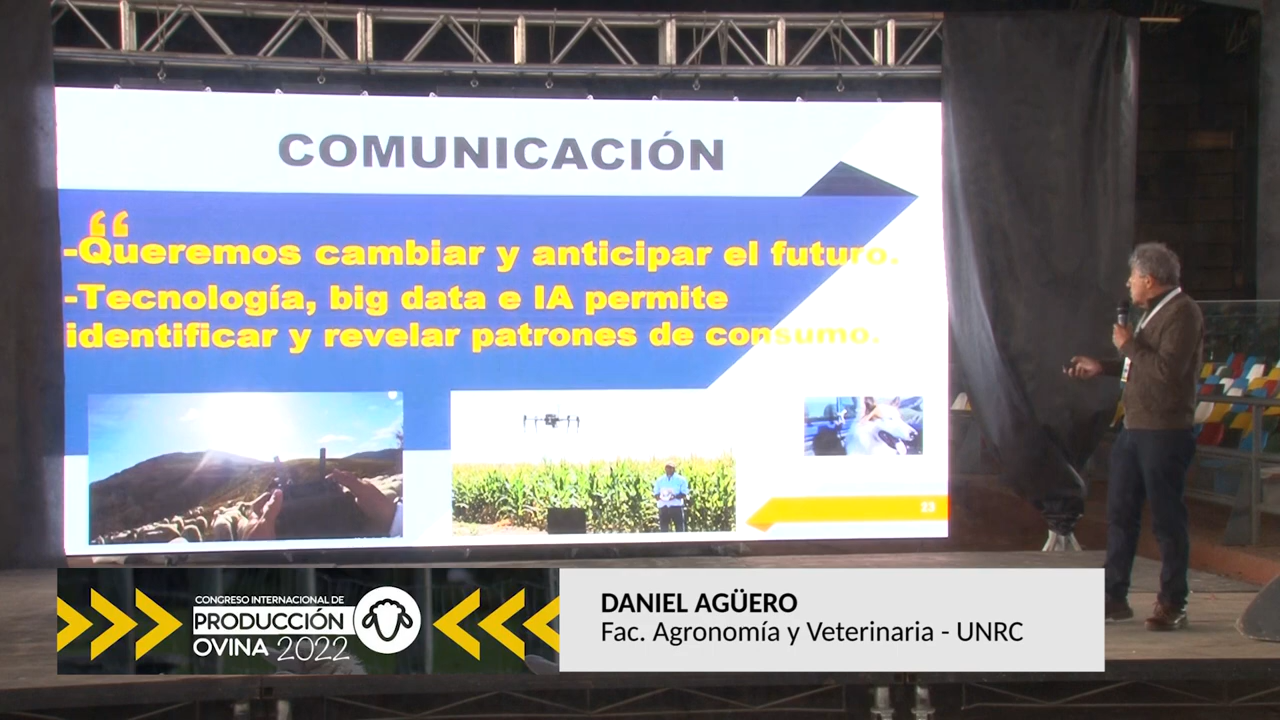 COMUNICACIÓN
“
-Queremos cambiar y anticipar el futuro.
-Tecnología, big data e IA permite
identificar y revelar patrones de consumo.
23
CONGRESO INTERNACIONAL DE
PRODUCCIÓN
OVINA 2022
DANIEL AGÜERO
Fac. Agronomía y Veterinaria - UNRC